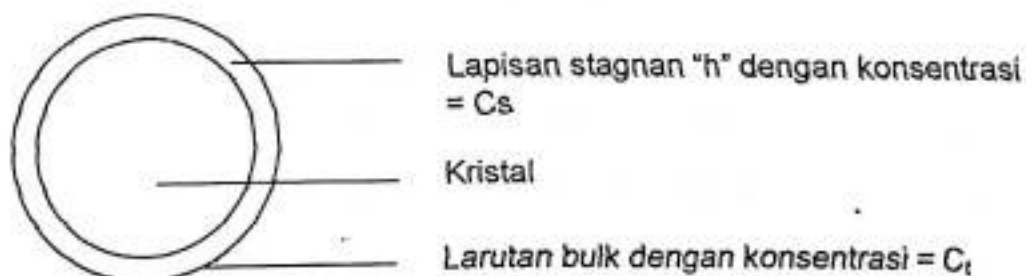 Lapisan stagnan "h" dengan konsentrasi
= Cs
Kristal
Larutan bulk dengan konsentrasi = Cₜ